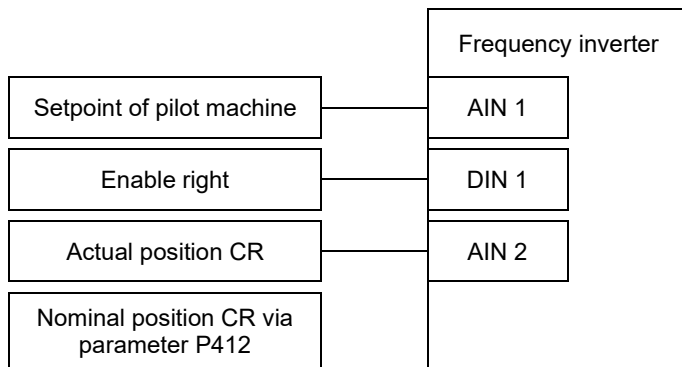 Frequency inverter
Setpoint of pilot machine
AIN 1
Enable right
DIN 1
Actual position CR
AIN 2
Nominal position CR via
parameter P412